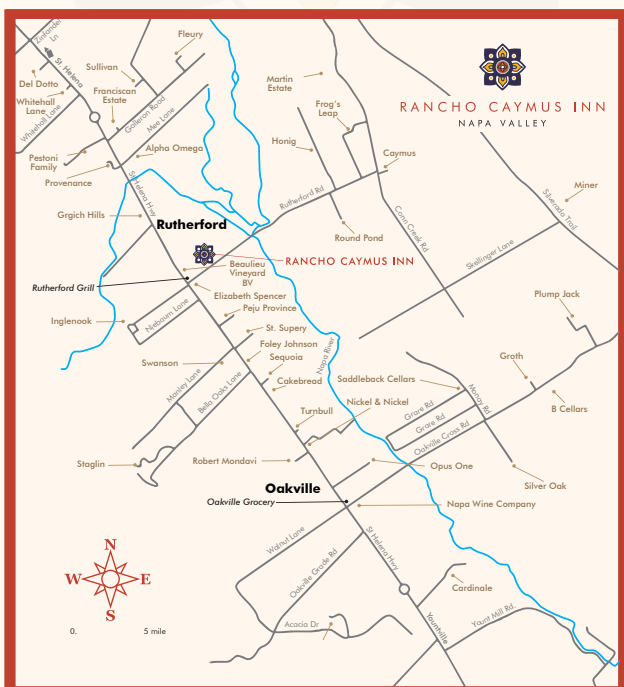 Zinfandel
Ln
St. Helena
Fleury
Sullivan
Del Dotto
Whitehall
Lane
Whitehall Lane
Franciscan
Estate
Galleron Road
Mee Lane
Martin
Estate
Frog's
Leap
RANCHO CAYMUS INN
NAPA VALLEY
Honig
Alpha Omega
Pestoni
Family
Provenance
Caymus
St Helena Hwy
Rutherford Rd
Conn Creek Rd
Silverado Trail
Miner
Grgich Hills
Rutherford
Round Pond
Skellinger Lane
RANCHO CAYMUS INN
Beaulieu
Vineyard
BV
Rutherford Grill
Elizabeth Spencer
Peju Province
Plump Jack
Inglenook
Niebaum Lane
St. Supery
Foley Johnson
Napa River
Swanson
Sequoia
Cakebread
Manley Lane
Bella Oaks Lane
Saddleback Cellars
Groth
Money Rd
B Cellars
Nickel & Nickel
Turnbull
Grare Rd
Grare Rd
Oakville Cross Rd
Staglin
Robert Mondavi
Opus One
Silver Oak
Oakville
Oakville Grocery
Napa Wine Company
Walnut Lane
Oakville Grade Rd
St Helena Hwy
N
W
E
S
Cardinale
Yount Mill Rd.
Yountville
Acacia Dr
0.
5 mile